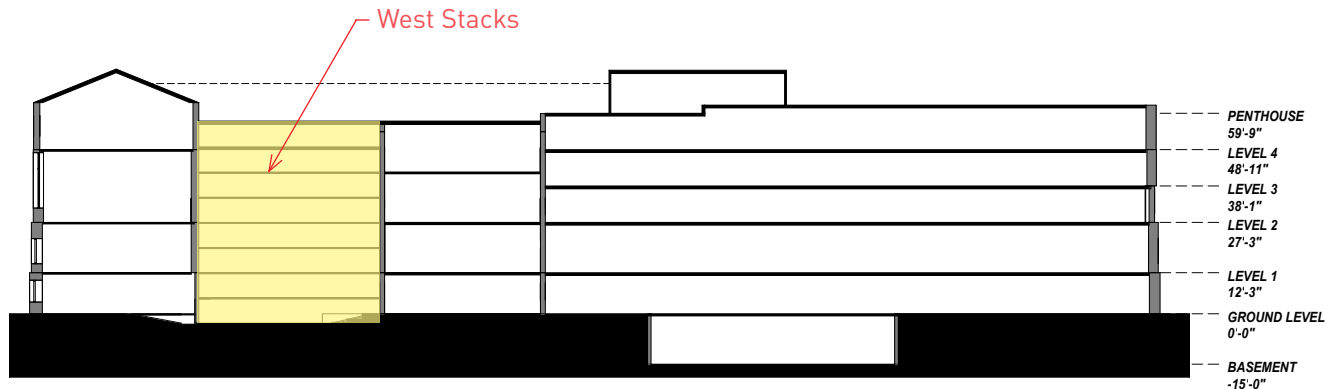 West Stacks
PENTHOUSE
59'-9"
LEVEL 4
48'-11"
LEVEL 3
38'-1"
LEVEL 2
27'-3"
LEVEL 1
12'-3"
GROUND LEVEL
0'-0"
BASEMENT
-15'-0"